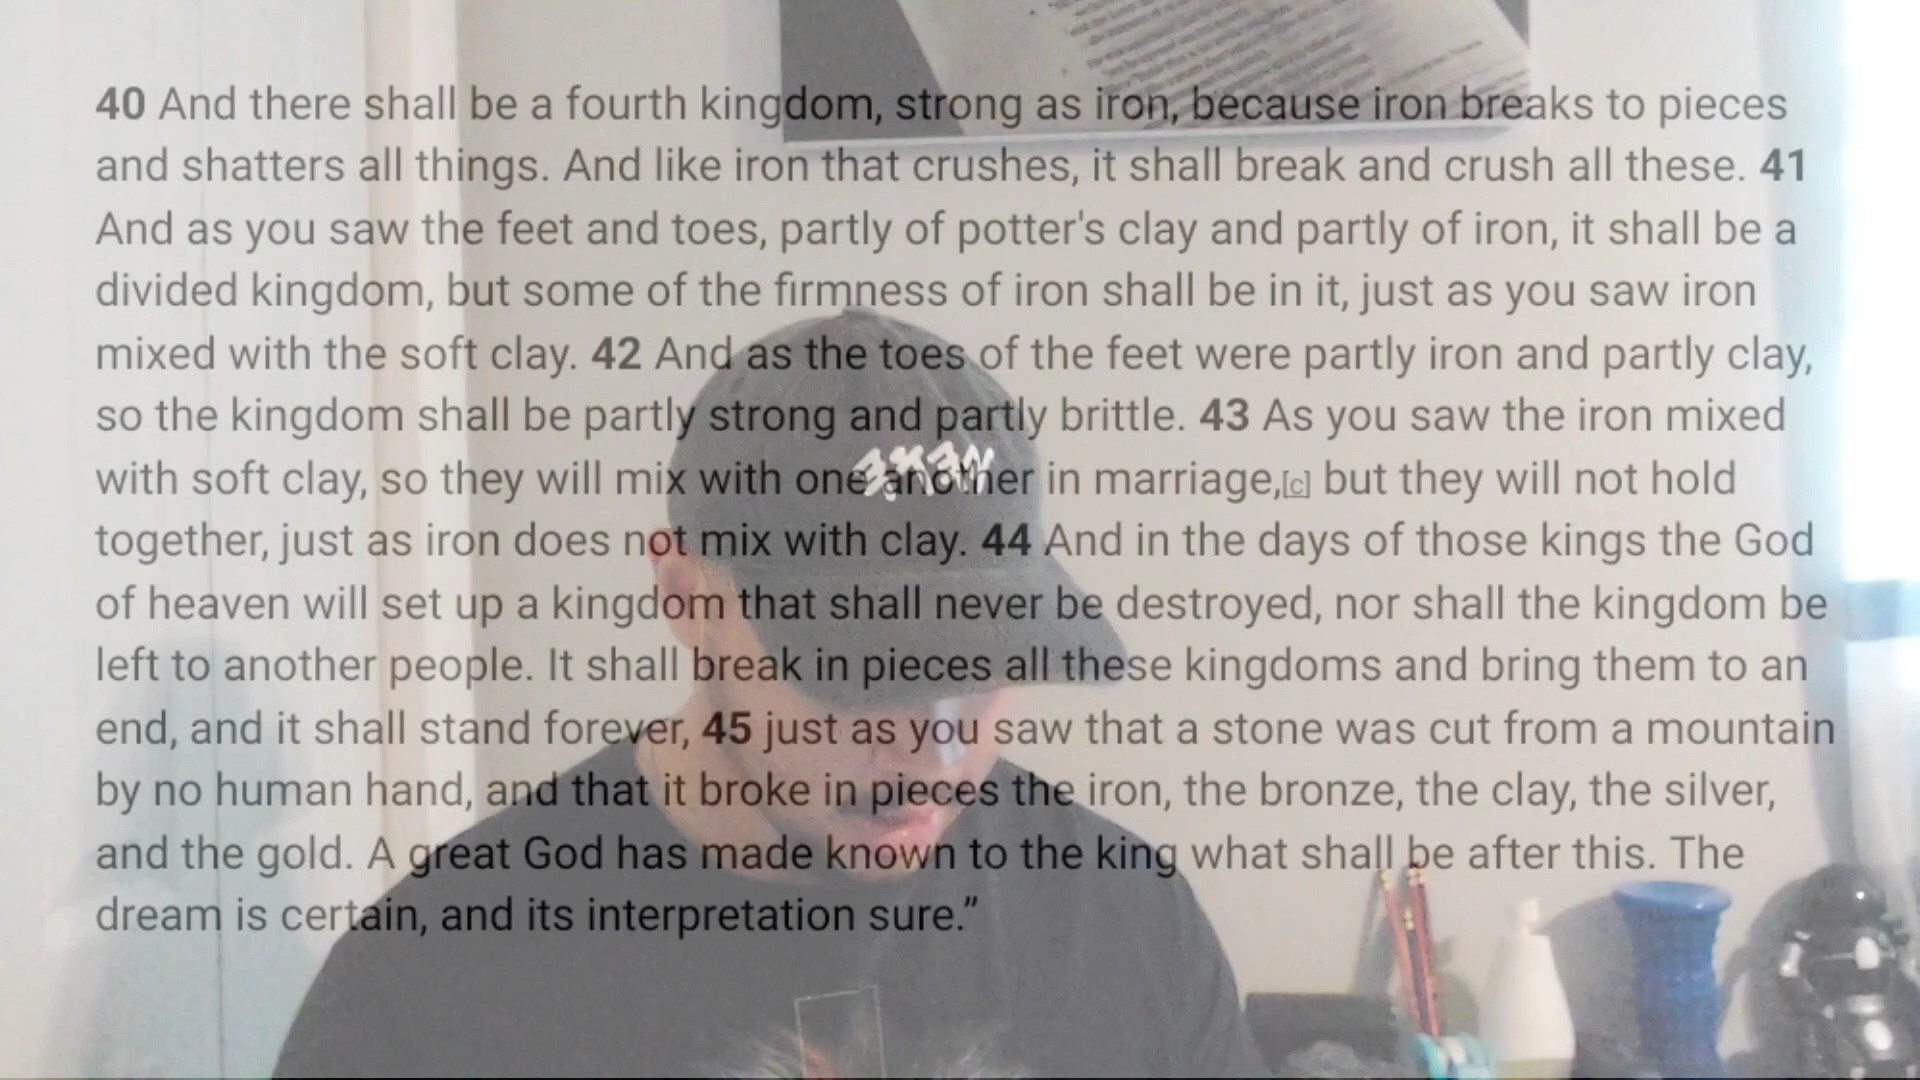 40 And there shall be a fourth kingdom, strong as iron, because iron breaks to pieces
and shatters all things. And like iron that crushes, it shall break and crush all these. 41
And as you saw the feet and toes, partly of potter's clay and partly of iron, it shall be a
divided kingdom, but some of the firmness of iron shall be in it, just as you saw iron
mixed with the soft clay. 42 And as the toes of the feet were partly iron and partly clay,
so the kingdom shall be partly strong and partly brittle. 43 As you saw the iron mixed
with soft clay, so they will mix with one another in marriage,[c] but they will not hold
together, just as iron does not mix with clay. 44 And in the days of those kings the God
of heaven will set up a kingdom that shall never be destroyed, nor shall the kingdom be
left to another people. It shall break in pieces all these kingdoms and bring them to an
end, and it shall stand forever, 45 just as you saw that a stone was cut from a mountain
by no human hand, and that it broke in pieces the iron, the bronze, the clay, the silver,
and the gold. A great God has made known to the king what shall be after this. The
dream is certain, and its interpretation sure.”